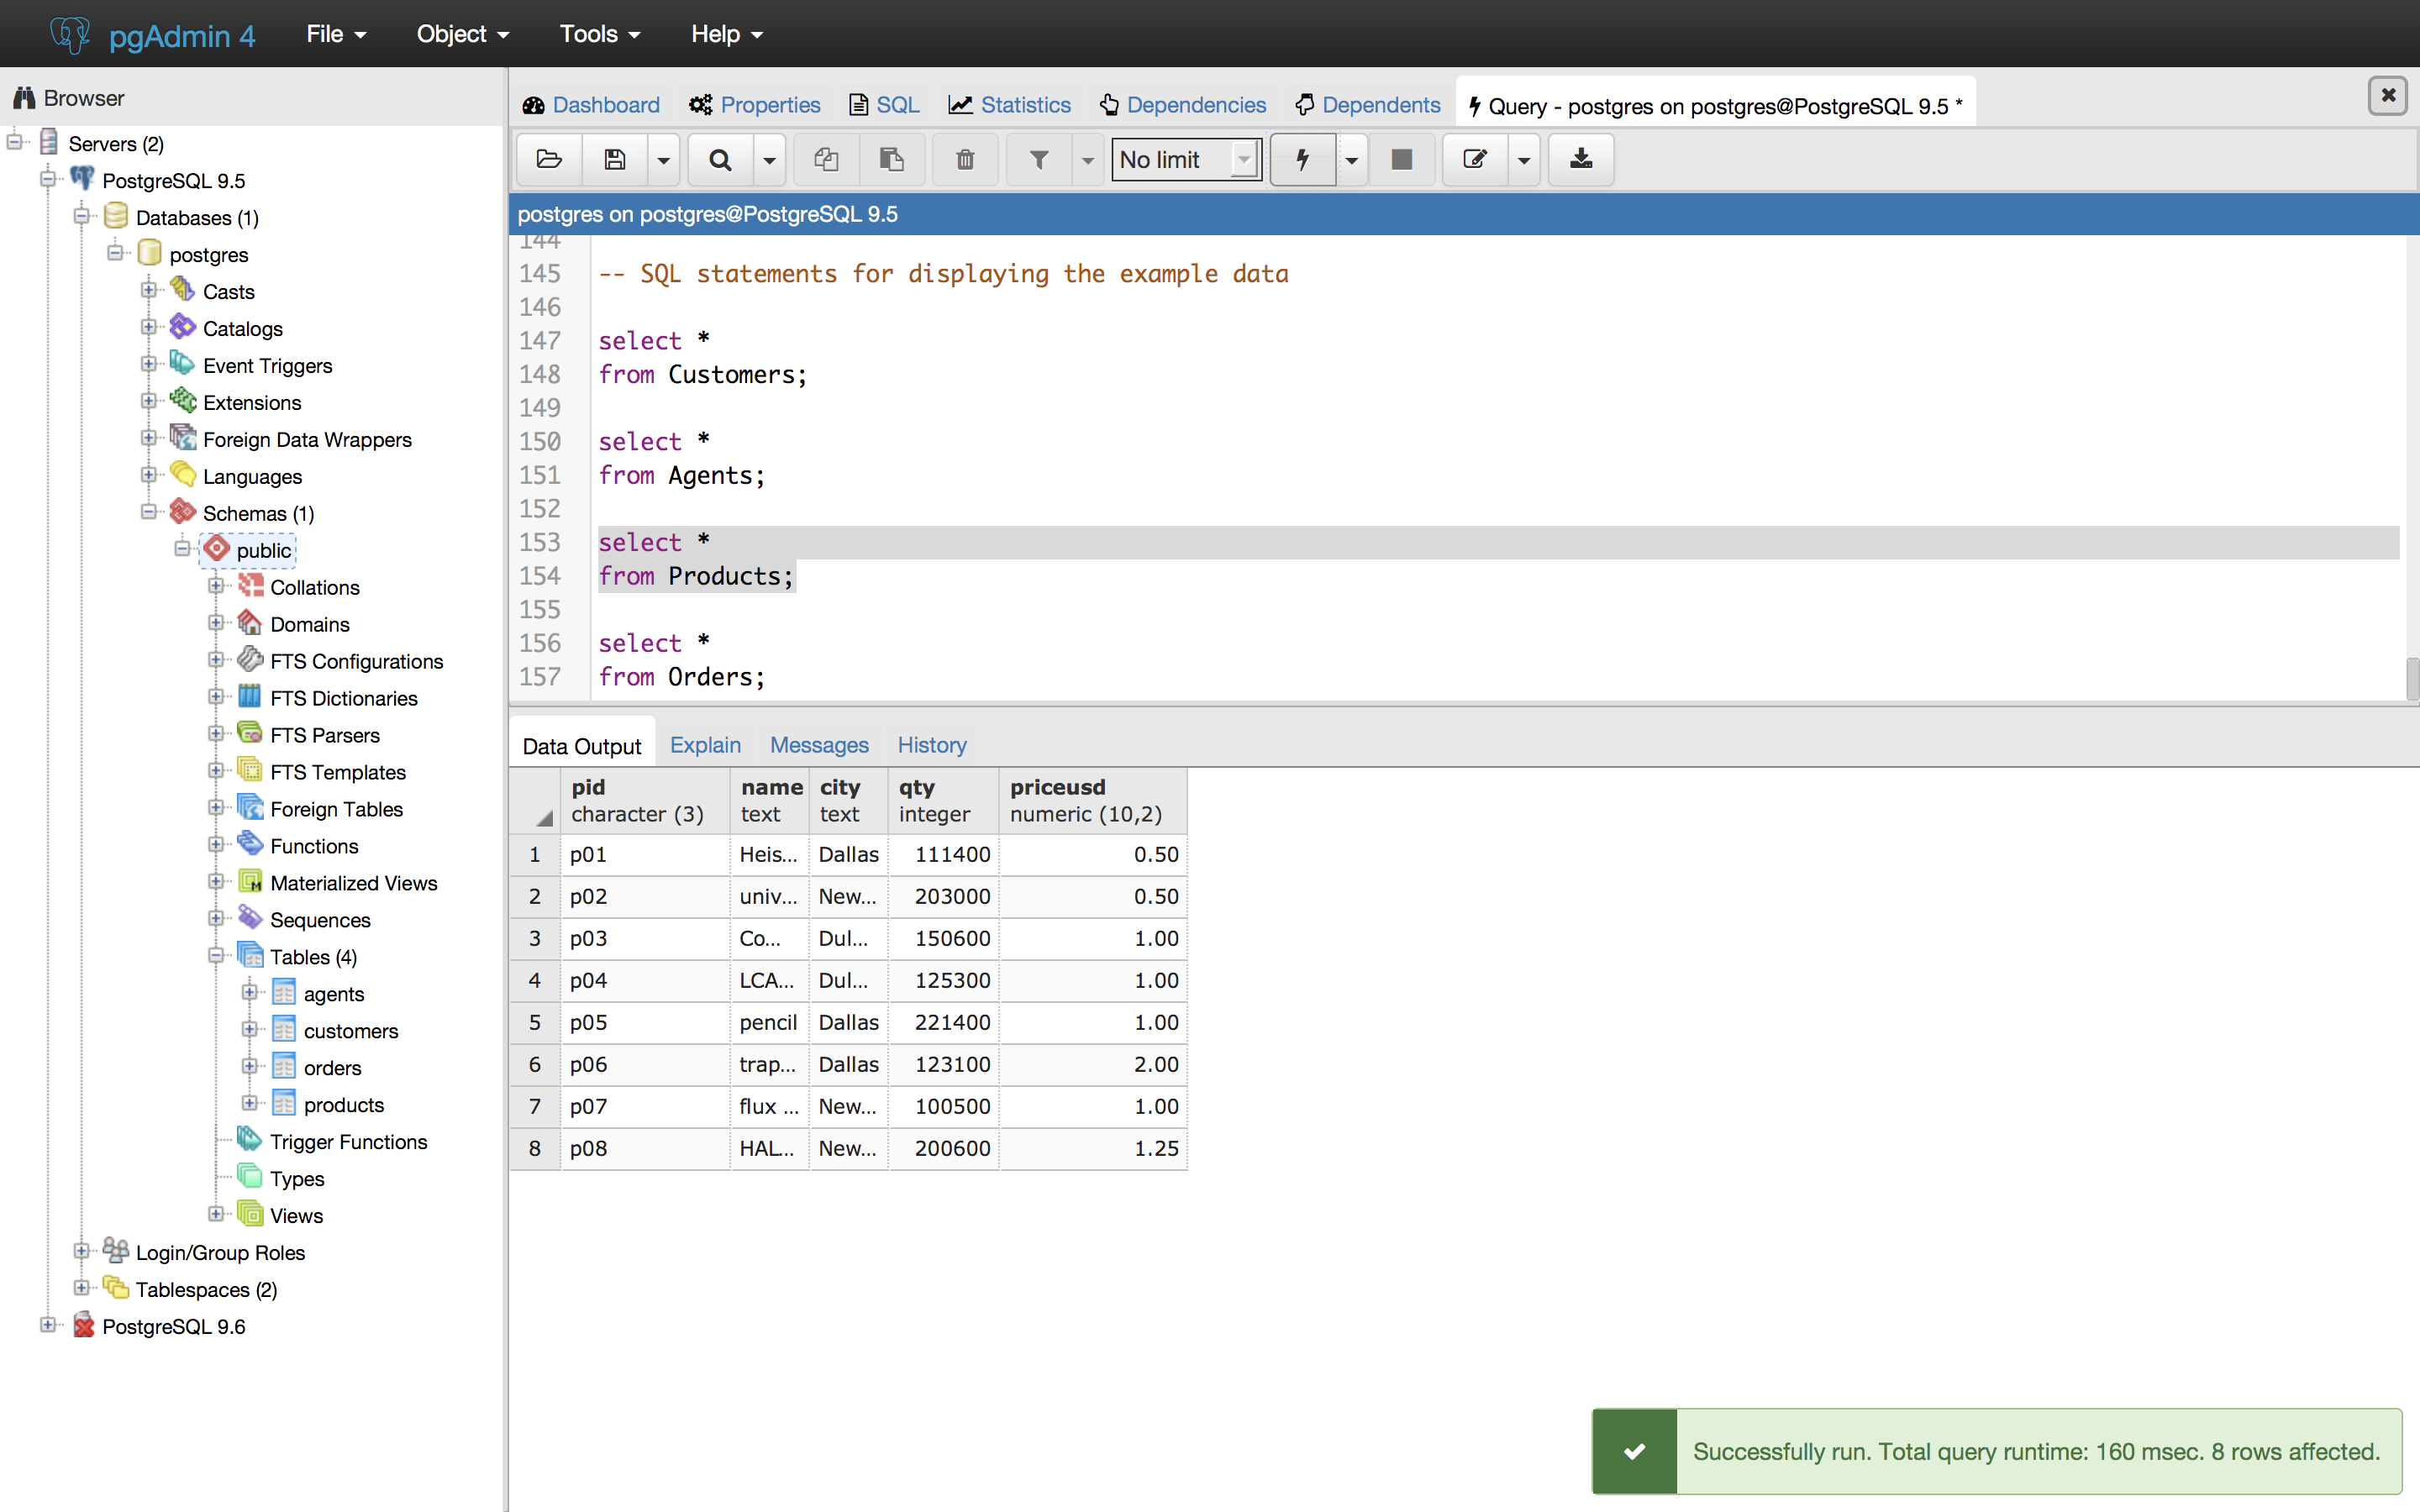 pgAdmin 4 File Object Tools Help
Browser
Servers (2)
PostgreSQL 9.5
Databases (1)
postgres
Casts
Catalogs
Event Triggers
Extensions
Foreign Data Wrappers
Languages
Schemas (1)
public
Collations
Domains
FTS Configurations
FTS Dictionaries
FTS Parsers
FTS Templates
Foreign Tables
Functions
Materialized Views
Sequences
Tables (4)
agents
customers
orders
products
Trigger Functions
Types
Views
Login/Group Roles
Tablespaces (2)
PostgreSQL 9.6
Dashboard Properties SQL Statistics Dependencies Dependents Query - postgres on postgres@PostgreSQL 9.5 *
No limit
postgres on postgres@PostgreSQL 9.5
144
145 -- SQL statements for displaying the example data
146
147 select *
148 from Customers;
149
150 select *
151 from Agents;
152
153 select *
154 from Products;
155
156 select *
157 from Orders;
Data Output Explain Messages History
pid name city qty priceusd
character (3) text text integer numeric (10,2)
1 p01 Heis... Dallas 111400 0.50
2 p02 univ... New... 203000 0.50
3 p03 Co... Dul... 150600 1.00
4 p04 LCA... Dul... 125300 1.00
5 p05 pencil Dallas 221400 1.00
6 p06 trap... Dallas 123100 2.00
7 p07 flux ... New... 100500 1.00
8 p08 HAL... New... 200600 1.25
Successfully run. Total query runtime: 160 msec. 8 rows affected.